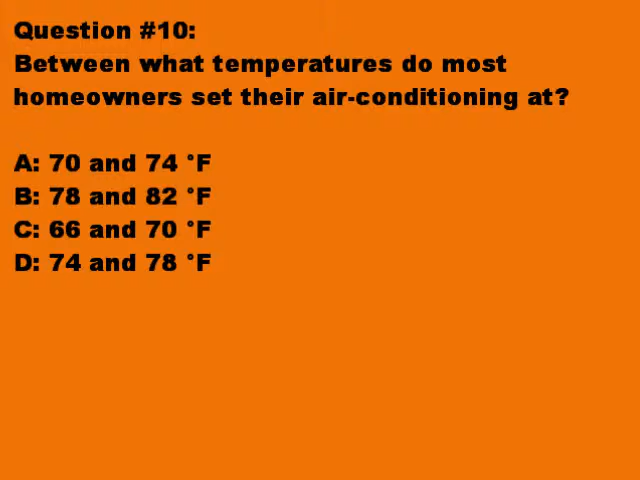 Question #10:
Between what temperatures do most
homeowners set their air-conditioning at?
A: 70 and 74 °F
B: 78 and 82 °F
C: 66 and 70 °F
D: 74 and 78 °F